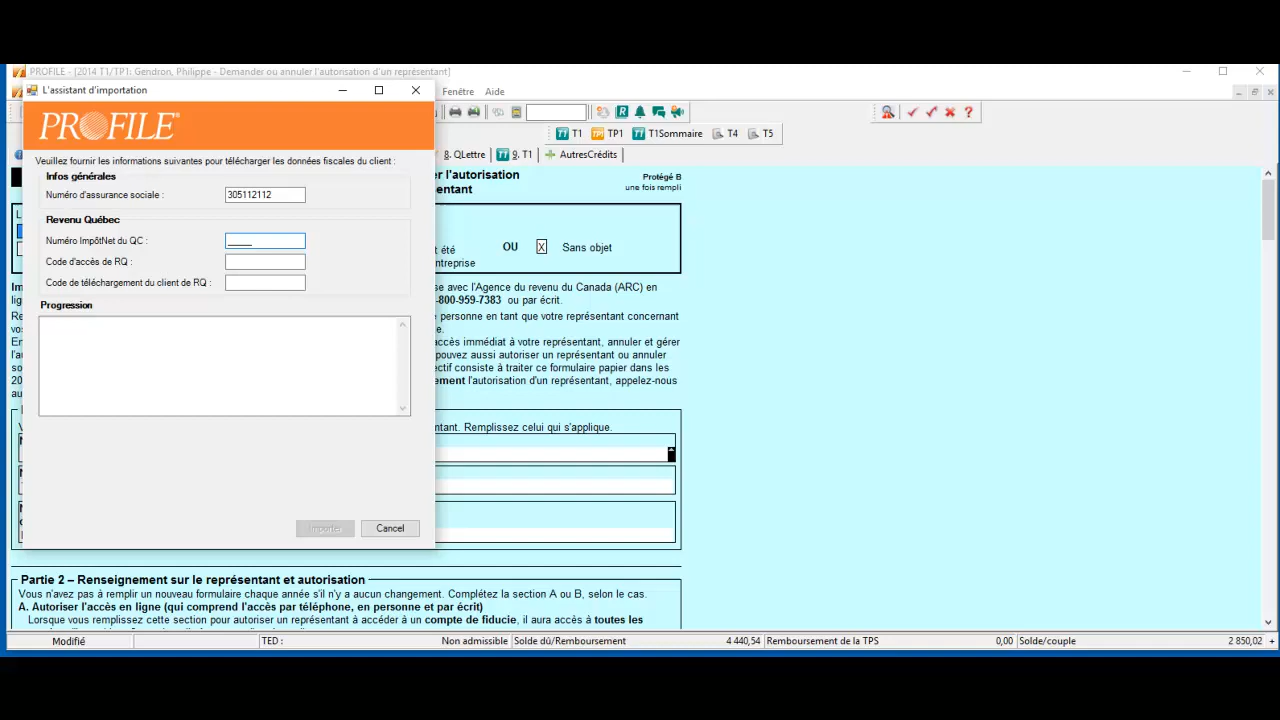 PROFILE - [2014 T1/TP1: Gendron, Philippe - Demander ou annuler l'autorisation d'un représentant]
L'assistant d'importation
Fenêtre Aide
PROFILE
T1 TP1 T1Sommaire T4 T5
8. QLettre 9. T1 AutresCrédits
Veuillez fournir les informations suivantes pour télécharger les données fiscales du client :
Infos générales
Numéro d'assurance sociale : 305112112
Revenu Québec
Numéro ImpôtNet du QC : ____
Code d'accès de RQ :
Code de téléchargement du client de RQ :
Progression
Importer Cancel
er l'autorisation
entant
Protégé B
une fois rempli
t été
ntreprise
OU X Sans objet
se avec l'Agence du revenu du Canada (ARC) en
-800-959-7383 ou par écrit.
e personne en tant que votre représentant concernant
e.
accès immédiat à votre représentant, annuler et gérer
pouvez aussi autoriser un représentant ou annuler
ectif consiste à traiter ce formulaire papier dans les
ement l'autorisation d'un représentant, appelez-nous
ntant. Remplissez celui qui s'applique.
Partie 2 – Renseignement sur le représentant et autorisation
Vous n'avez pas à remplir un nouveau formulaire chaque année s'il n'y a aucun changement. Complétez la section A ou B, selon le cas.
A. Autoriser l'accès en ligne (qui comprend l'accès par téléphone, en personne et par écrit)
Lorsque vous remplissez cette section pour autoriser un représentant à accéder à un compte de fiducie, il aura accès à toutes les
Modifié TED : Non admissible Solde dû/Remboursement 4 440,54 Remboursement de la TPS 0,00 Solde/couple 2 850,02 +